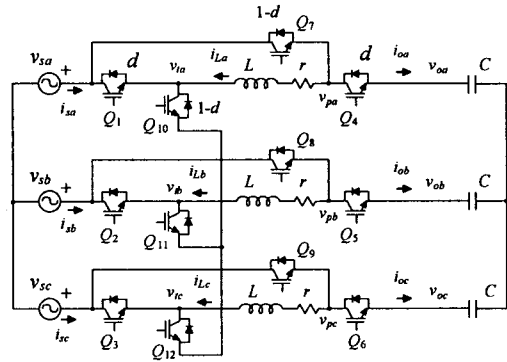 1-d
Q7
vsa
+
d
vta
iLa
L
r
d
ioa
voa
C
isa
Q1
Q10
1-d
vpa
Q4
Q8
vsb
+
vtb
iLb
L
r
iob
vob
C
isb
Q2
Q11
vpb
Q5
Q9
vsc
+
vtc
iLc
L
r
ioc
voc
C
isc
Q3
Q12
vpc
Q6